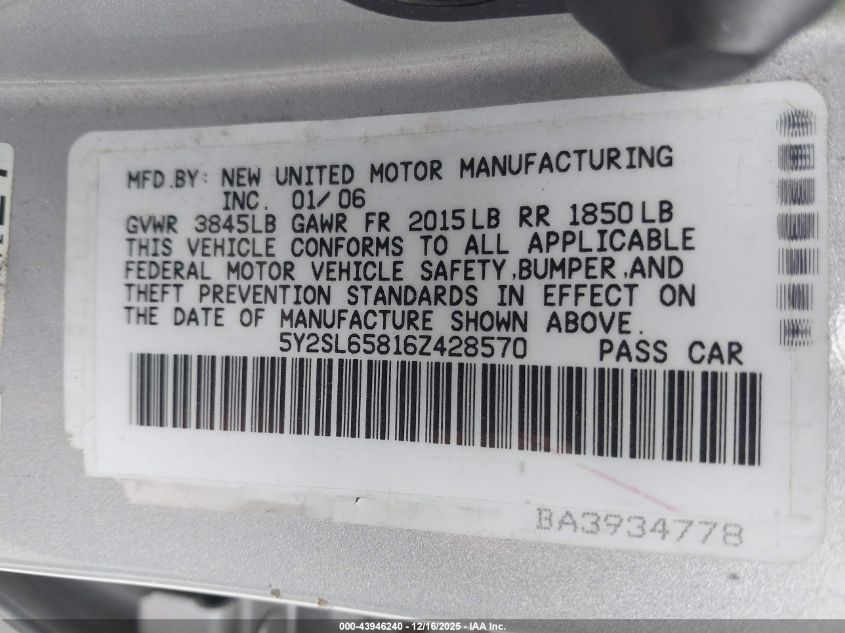 MFD.BY: NEW UNITED MOTOR MANUFACTURING
INC. 01/06
GVWR 3845LB GAWR FR 2015LB RR 1850LB
THIS VEHICLE CONFORMS TO ALL APPLICABLE
FEDERAL MOTOR VEHICLE SAFETY,BUMPER,AND
THEFT PREVENTION STANDARDS IN EFFECT ON
THE DATE OF MANUFACTURE SHOWN ABOVE.
5Y2SL65816Z428570 PASS CAR
BA3934778
000-43946240 - 12/16/2025 - IAA Inc.